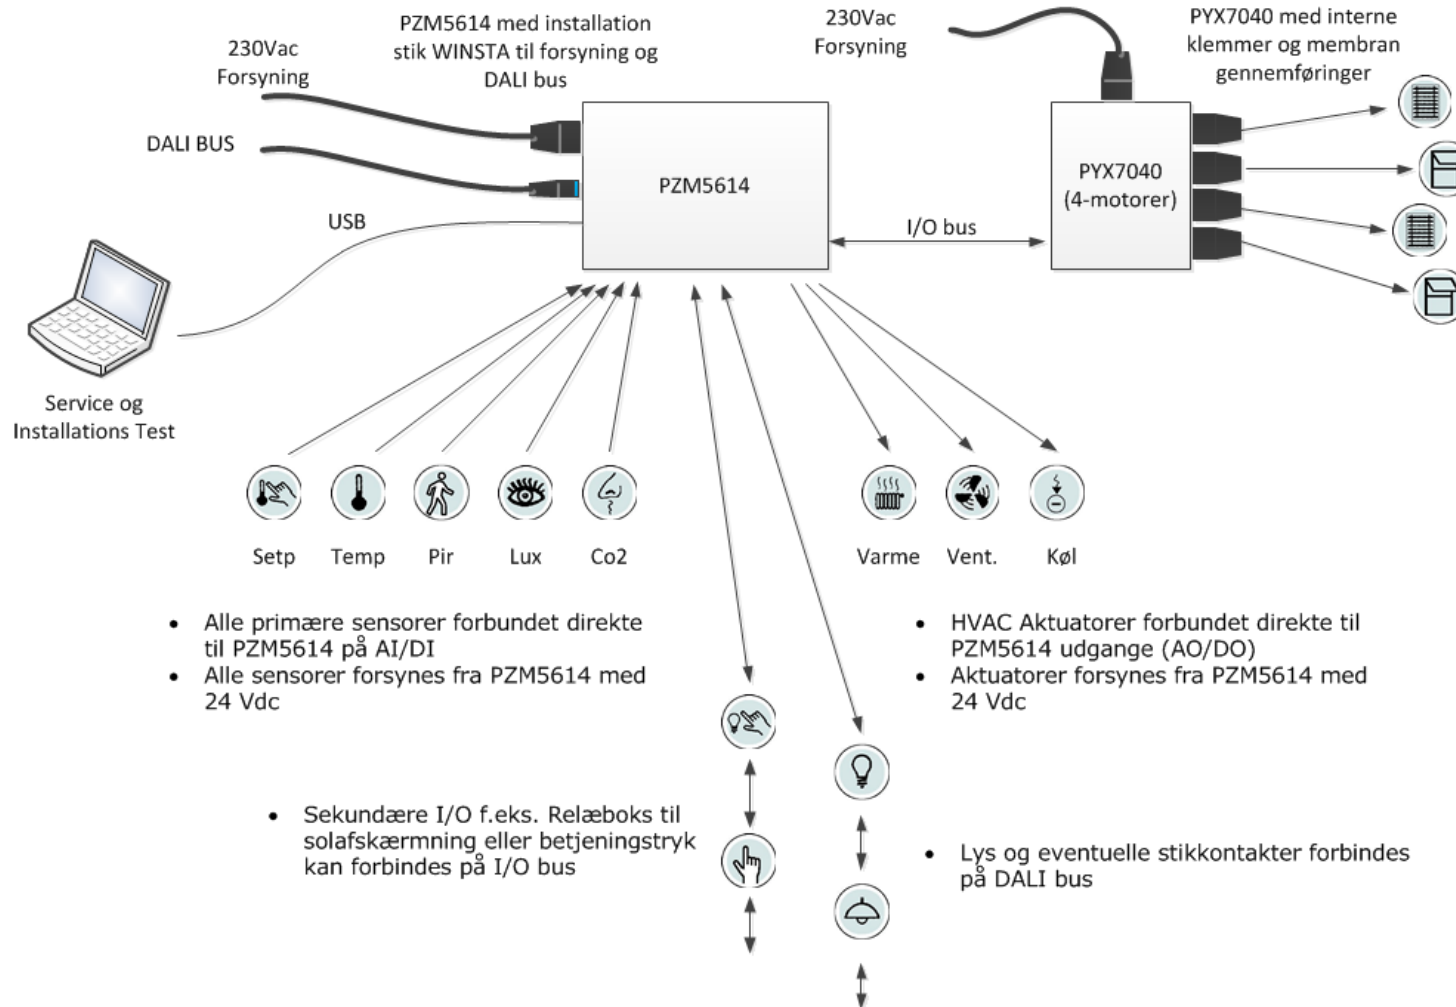 PZM5614 med installation
stik WINSTA til forsyning og
DALI bus
230Vac
Forsyning
DALI BUS
USB
PZM5614
230Vac
Forsyning
PYX7040 med interne
klemmer og membran
gennemføringer
PYX7040
(4-motorer)
I/O bus
Service og
Installations Test
Setp
Temp
Pir
Lux
Co2
Varme
Vent.
Køl
• Alle primære sensorer forbundet direkte
til PZM5614 på AI/DI
• Alle sensorer forsynes fra PZM5614 med
24 Vdc
• HVAC Aktuatorer forbundet direkte til
PZM5614 udgange (AO/DO)
• Aktuatorer forsynes fra PZM5614 med
24 Vdc
• Sekundære I/O f.eks. Relæboks til
solafskærmning eller betjeningstryk
kan forbindes på I/O bus
• Lys og eventuelle stikkontakter forbindes
på DALI bus